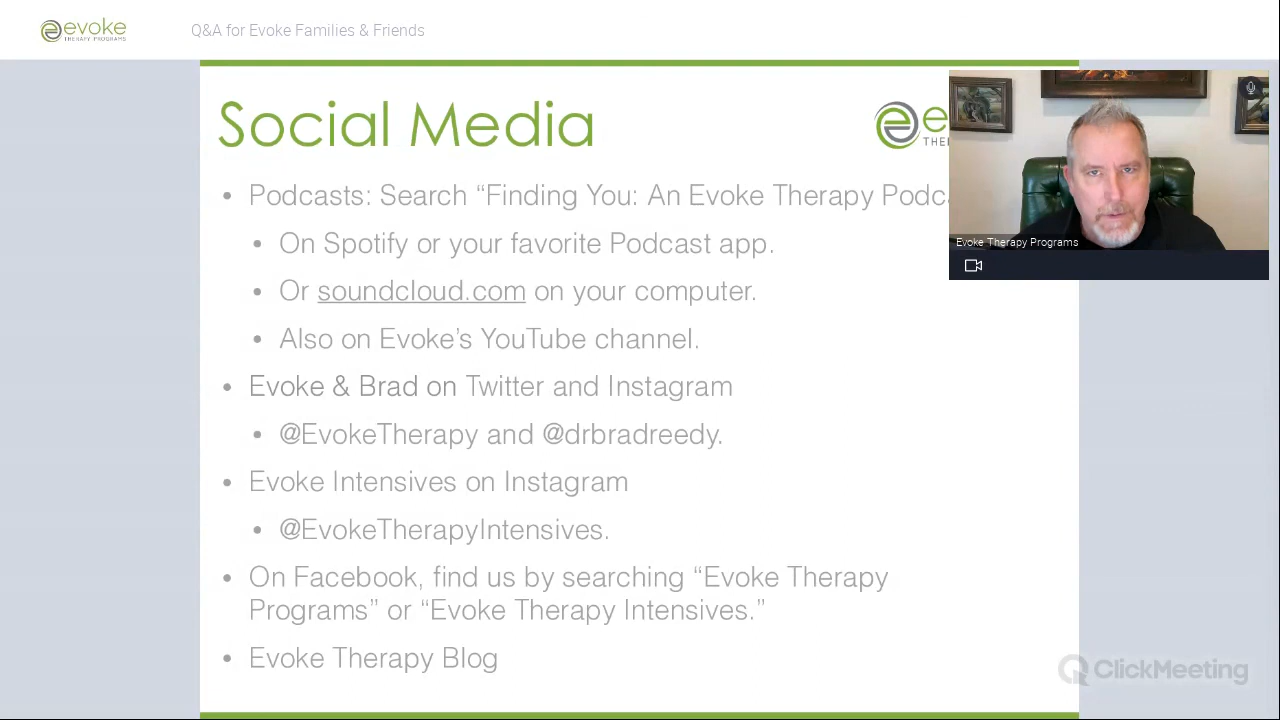 evoke
THERAPY PROGRAMS
Q&A for Evoke Families & Friends
Social Media
• Podcasts: Search “Finding You: An Evoke Therapy
• On Spotify or your favorite Podcast app.
• Or soundcloud.com on your computer.
• Also on Evoke’s YouTube channel.
• Evoke & Brad on Twitter and Instagram
• @EvokeTherapy and @drbradreedy.
• Evoke Intensives on Instagram
• @EvokeTherapyIntensives.
• On Facebook, find us by searching “Evoke Therapy
Programs” or “Evoke Therapy Intensives.”
• Evoke Therapy Blog
Evoke Therapy Programs
ClickMeeting